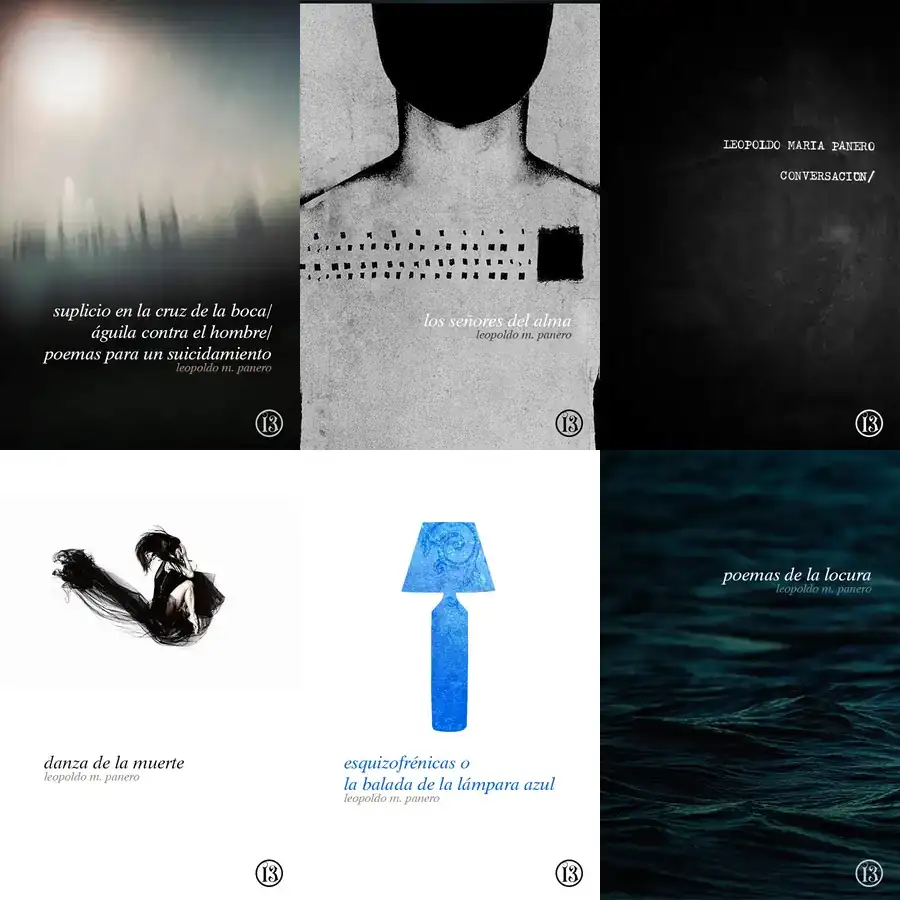 suplicio en la cruz de la boca/
águila contra el hombre/
poemas para un suicidamiento
leopoldo m. panero
13
los señores del alma
leopoldo m. panero
13
LEOPOLDO MARIA PANERO
CONVERSACION/
13
danza de la muerte
leopoldo m. panero
13
esquizofrénicas o
la balada de la lámpara azul
leopoldo m. panero
13
poemas de la locura
leopoldo m. panero
13